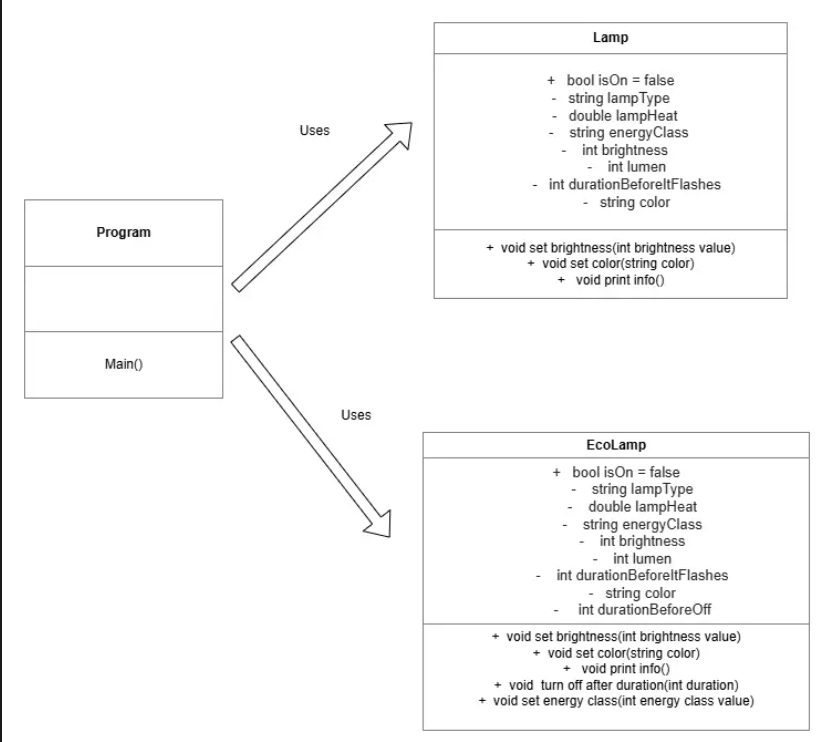 Lamp
+ bool isOn = false
- string lampType
- double lampHeat
- string energyClass
- int brightness
- int lumen
- int durationBeforeItFlashes
- string color
+ void set brightness(int brightness value)
+ void set color(string color)
+ void print info()
Uses
Program
Main()
Uses
EcoLamp
+ bool isOn = false
- string lampType
- double lampHeat
- string energyClass
- int brightness
- int lumen
- int durationBeforeItFlashes
- string color
- int durationBeforeOff
+ void set brightness(int brightness value)
+ void set color(string color)
+ void print info()
+ void turn off after duration(int duration)
+ void set energy class(int energy class value)